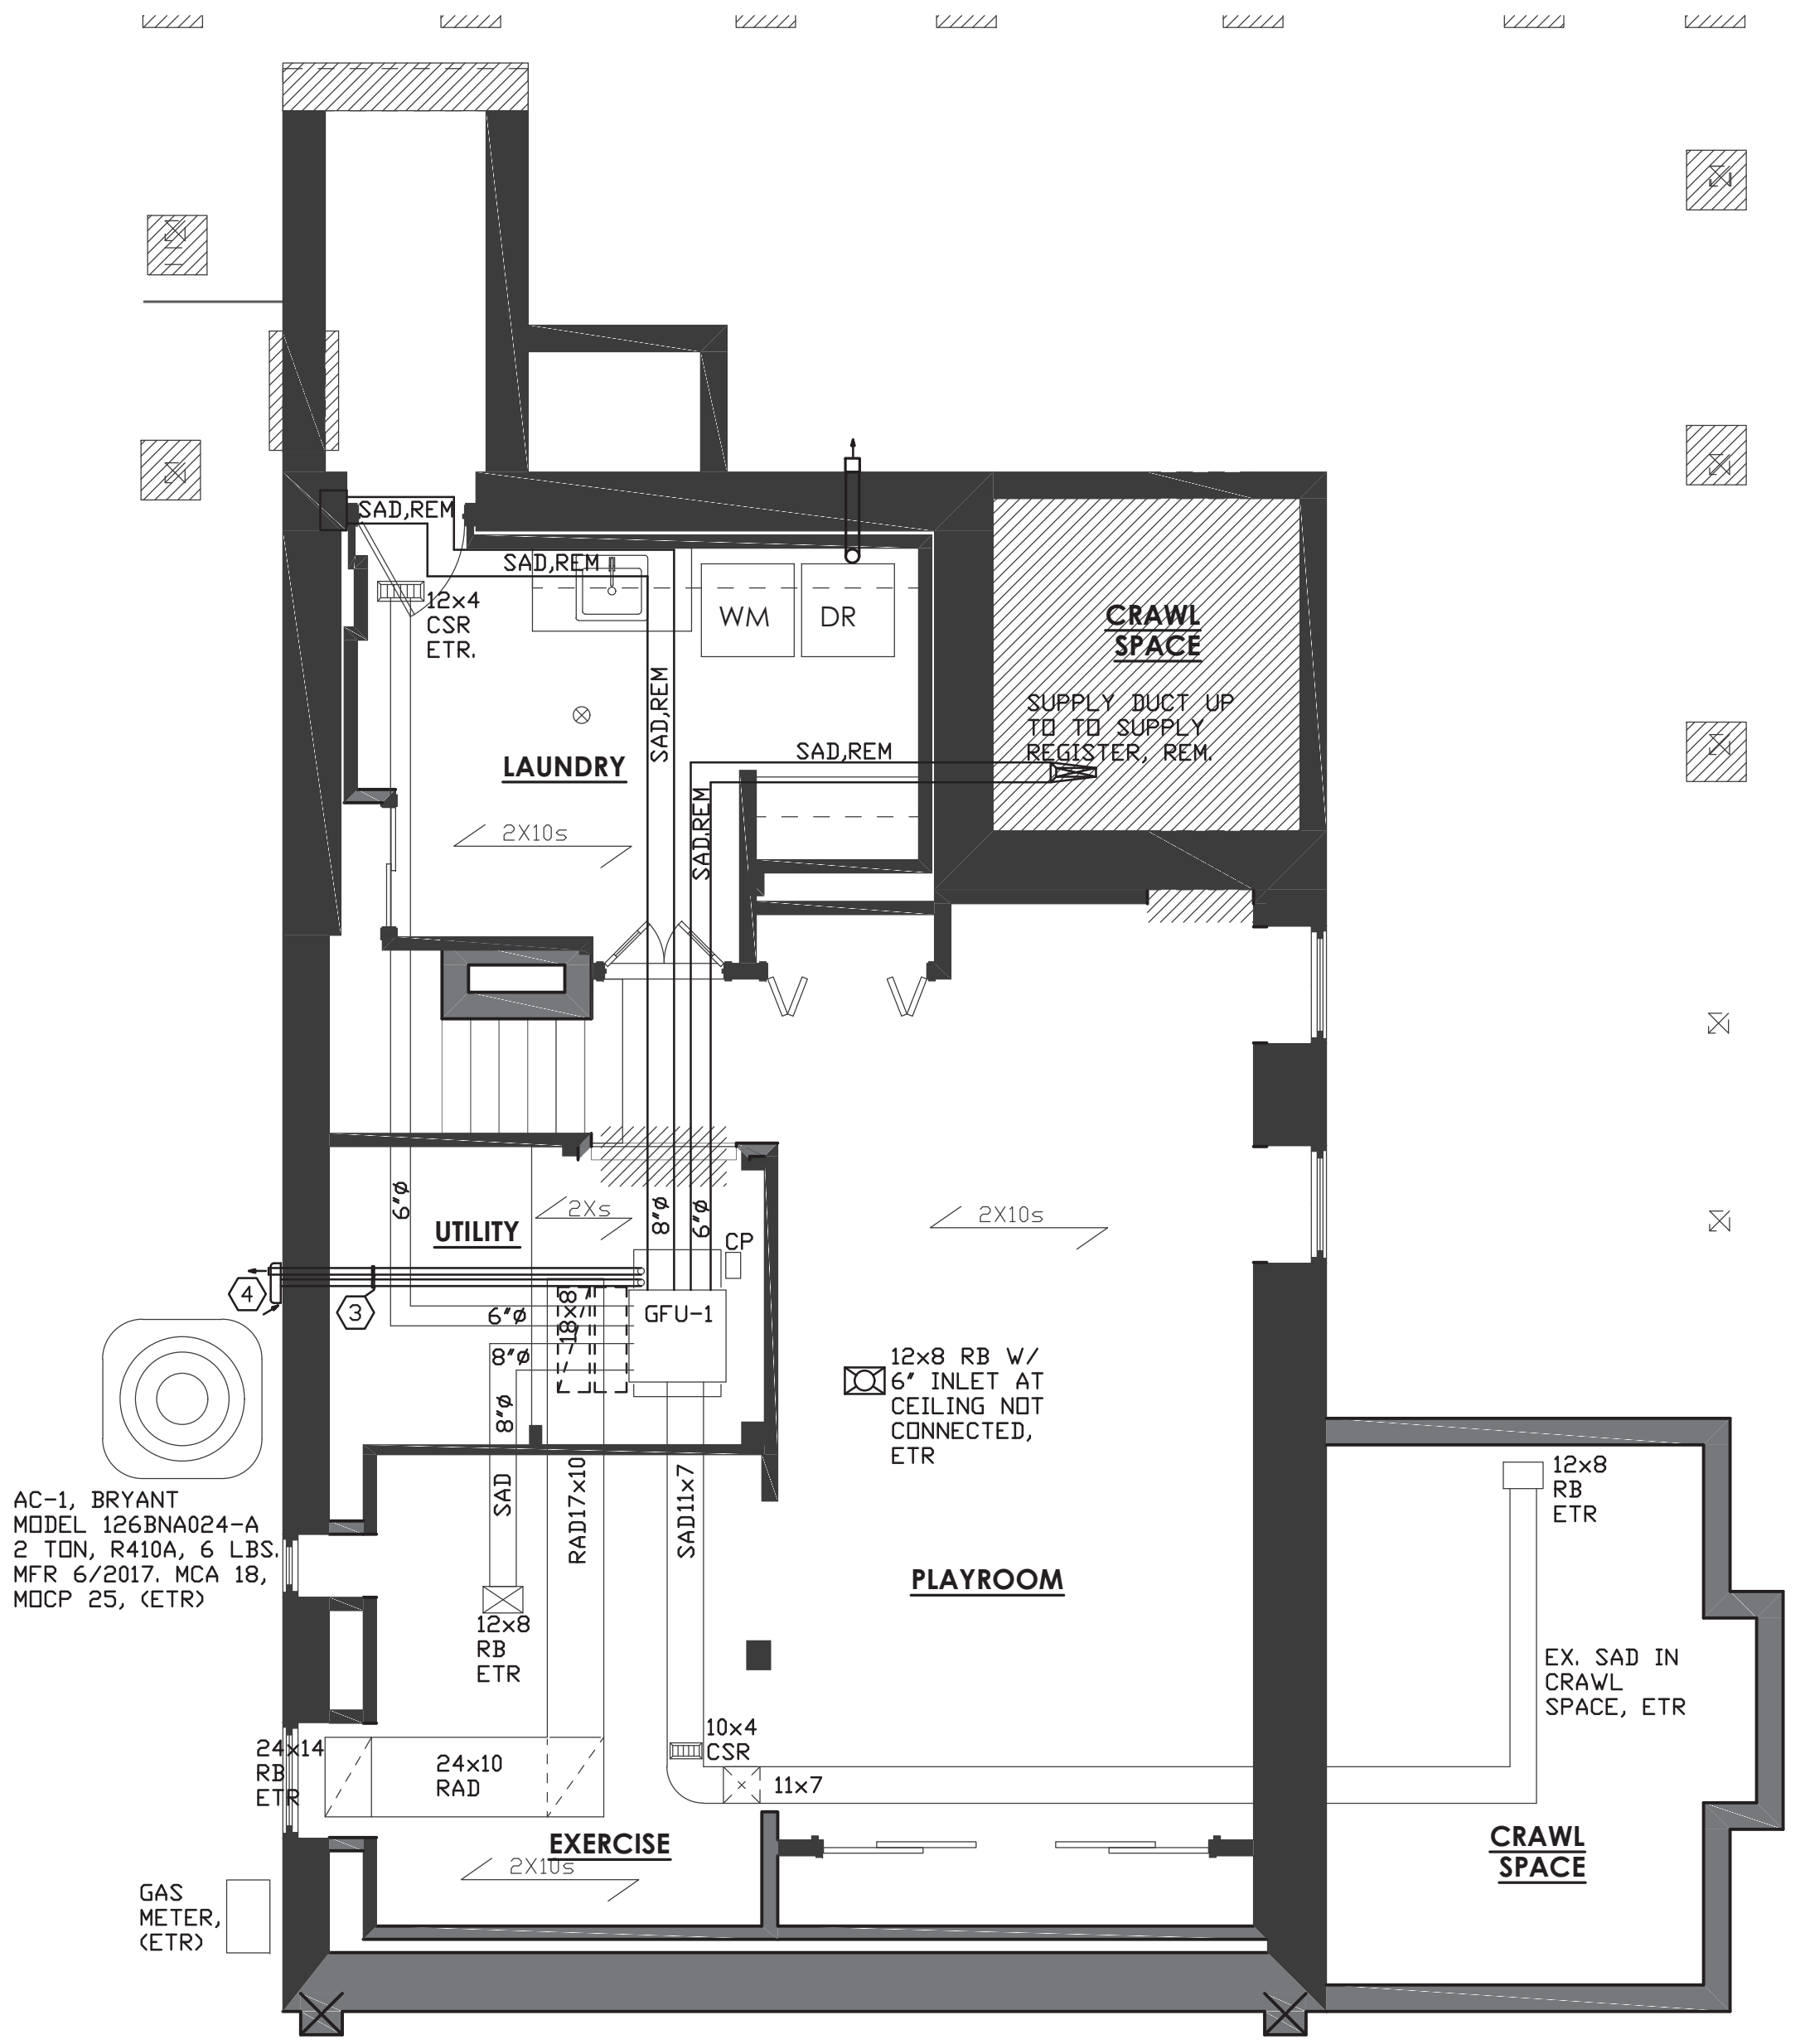 SAD,REM
SAD,REM
12x4
CSR
ETR.
WM
DR
CRAWL
SPACE
SUPPLY DUCT UP
TO TO SUPPLY
REGISTER, REM.
SAD,REM
SAD,REM
SAD,REM
LAUNDRY
2X10s
6"ø
UTILITY
2Xs
8"ø
6"ø
CP
2X10s
4
3
6"ø
18x8
GFU-1
8"ø
8"ø
12x8 RB W/
6" INLET AT
CEILING NOT
CONNECTED,
ETR
AC-1, BRYANT
MODEL 126BNA024-A
2 TON, R410A, 6 LBS.
MFR 6/2017. MCA 18,
MOCP 25, (ETR)
SAD
RAD17x10
SAD11x7
12x8
RB
ETR
12x8
RB
ETR
PLAYROOM
EX. SAD IN
CRAWL
SPACE, ETR
24x14
RB
ETR
24x10
RAD
10x4
CSR
11x7
EXERCISE
2X10s
CRAWL
SPACE
GAS
METER,
(ETR)